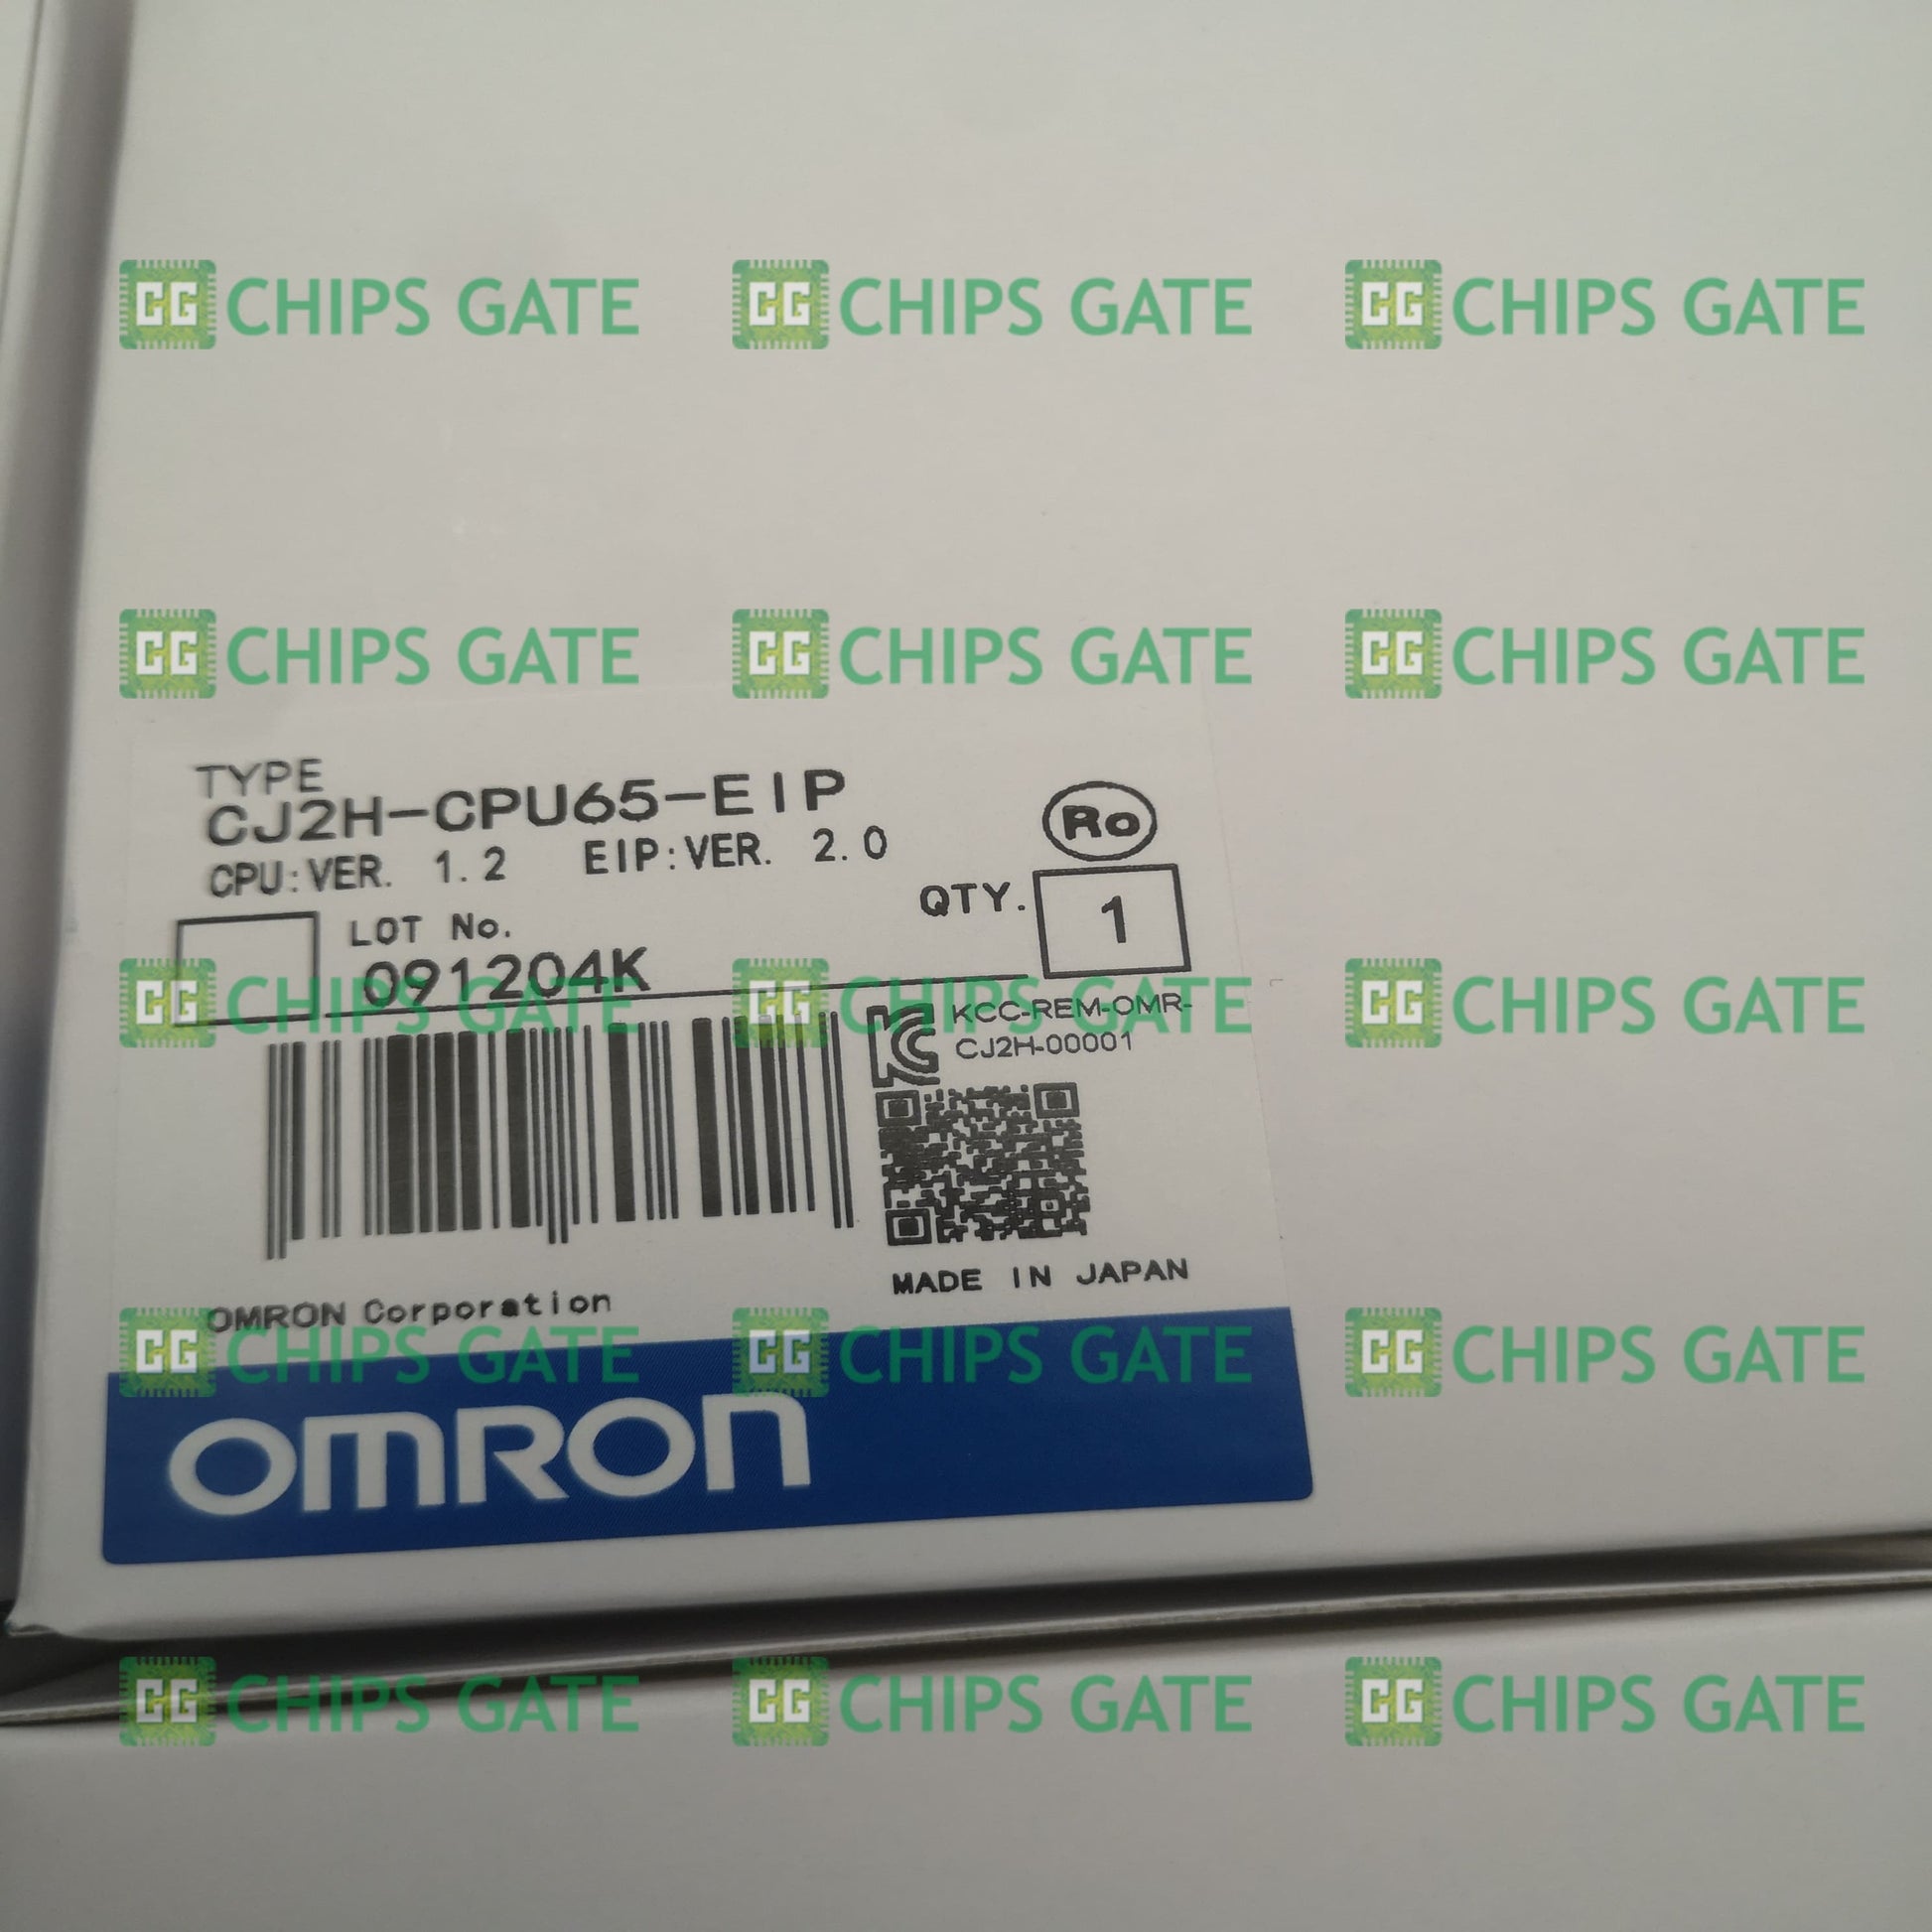 CG CHIPS GATE CG CHIPS GATE CG CHIPS GATE
CG CHIPS GATE CG CHIPS GATE CG CHIPS GATE
TYPE
CJ2H-CPU65-EIP
CPU:VER. 1.2 EIP:VER. 2.0
Ro
QTY. 1
LOT No.
091204K
CG CHIPS GATE CG CHIPS GATE CG CHIPS GATE
KCC-REM-OMR-
CJ2H-00001
MADE IN JAPAN
OMRON Corporation
CG CHIPS GATE CG CHIPS GATE CG CHIPS GATE
OMRON
CG CHIPS GATE CG CHIPS GATE CG CHIPS GATE